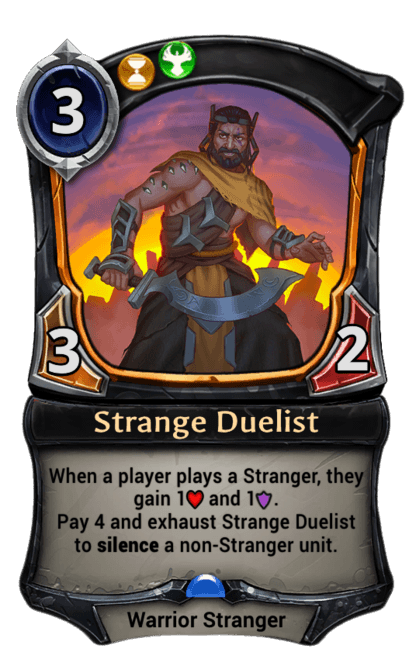 3
3
2
Strange Duelist
When a player plays a Stranger, they
gain 1 and 1.
Pay 4 and exhaust Strange Duelist
to silence a non-Stranger unit.
Warrior Stranger